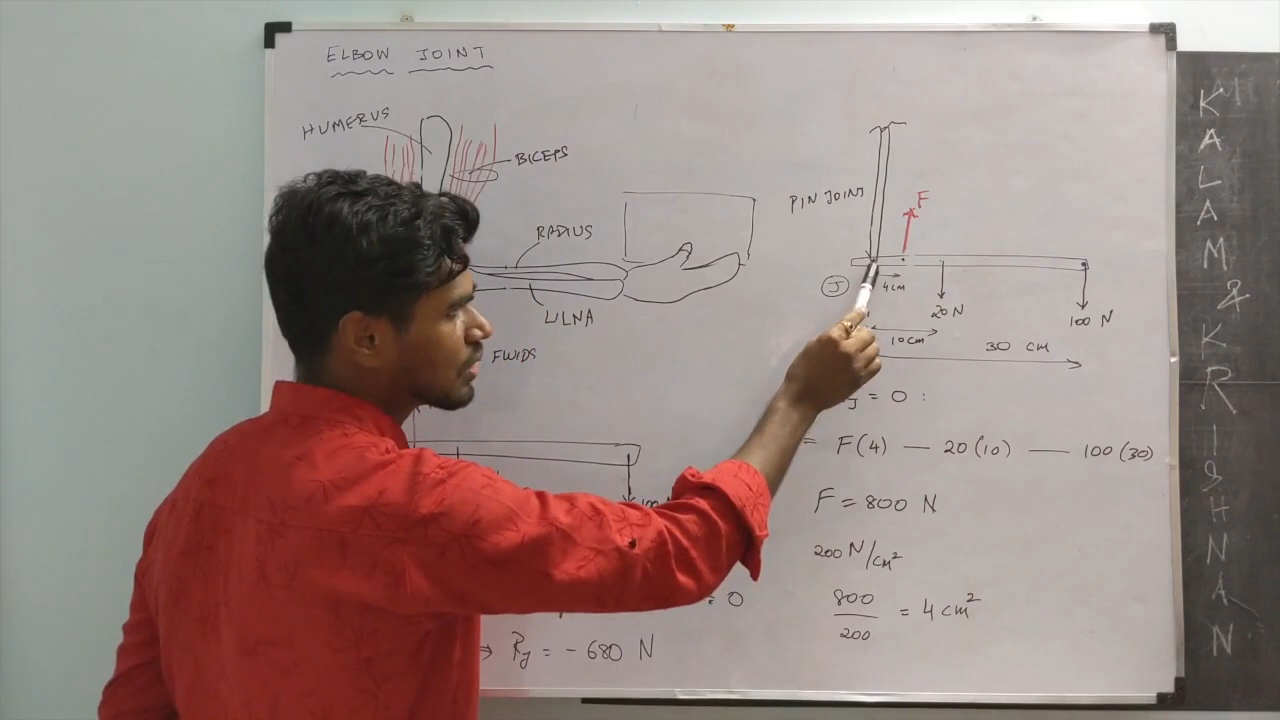 ELBOW JOINT
HUMERUS
BICEPS
RADIUS
ULNA
FLUIDS
PIN JOINT
F
J
4cm
20 N
100 N
10cm
30 cm
= 0 :
= F(4) — 20(10) — 100(30)
F = 800 N
200 N/cm²
800
200
= 4 cm²
= 0
⇒ Ry = - 680 N
KALAM & KRISHNAN